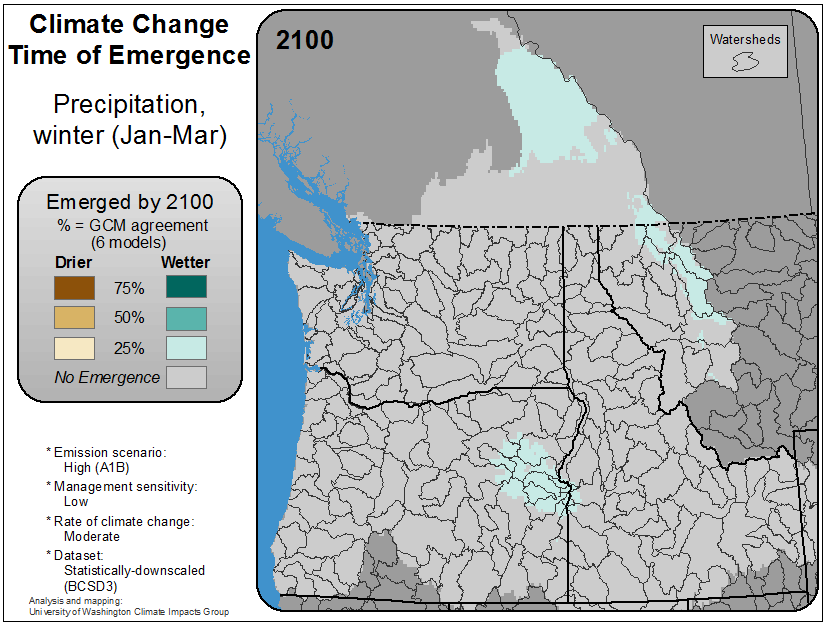 Climate Change
Time of Emergence
Precipitation,
winter (Jan-Mar)
Emerged by 2100
% = GCM agreement
(6 models)
Drier Wetter
75%
50%
25%
No Emergence
* Emission scenario:
High (A1B)
* Management sensitivity:
Low
* Rate of climate change:
Moderate
* Dataset:
Statistically-downscaled
(BCSD3)
Analysis and mapping:
University of Washington Climate Impacts Group
2100
Watersheds